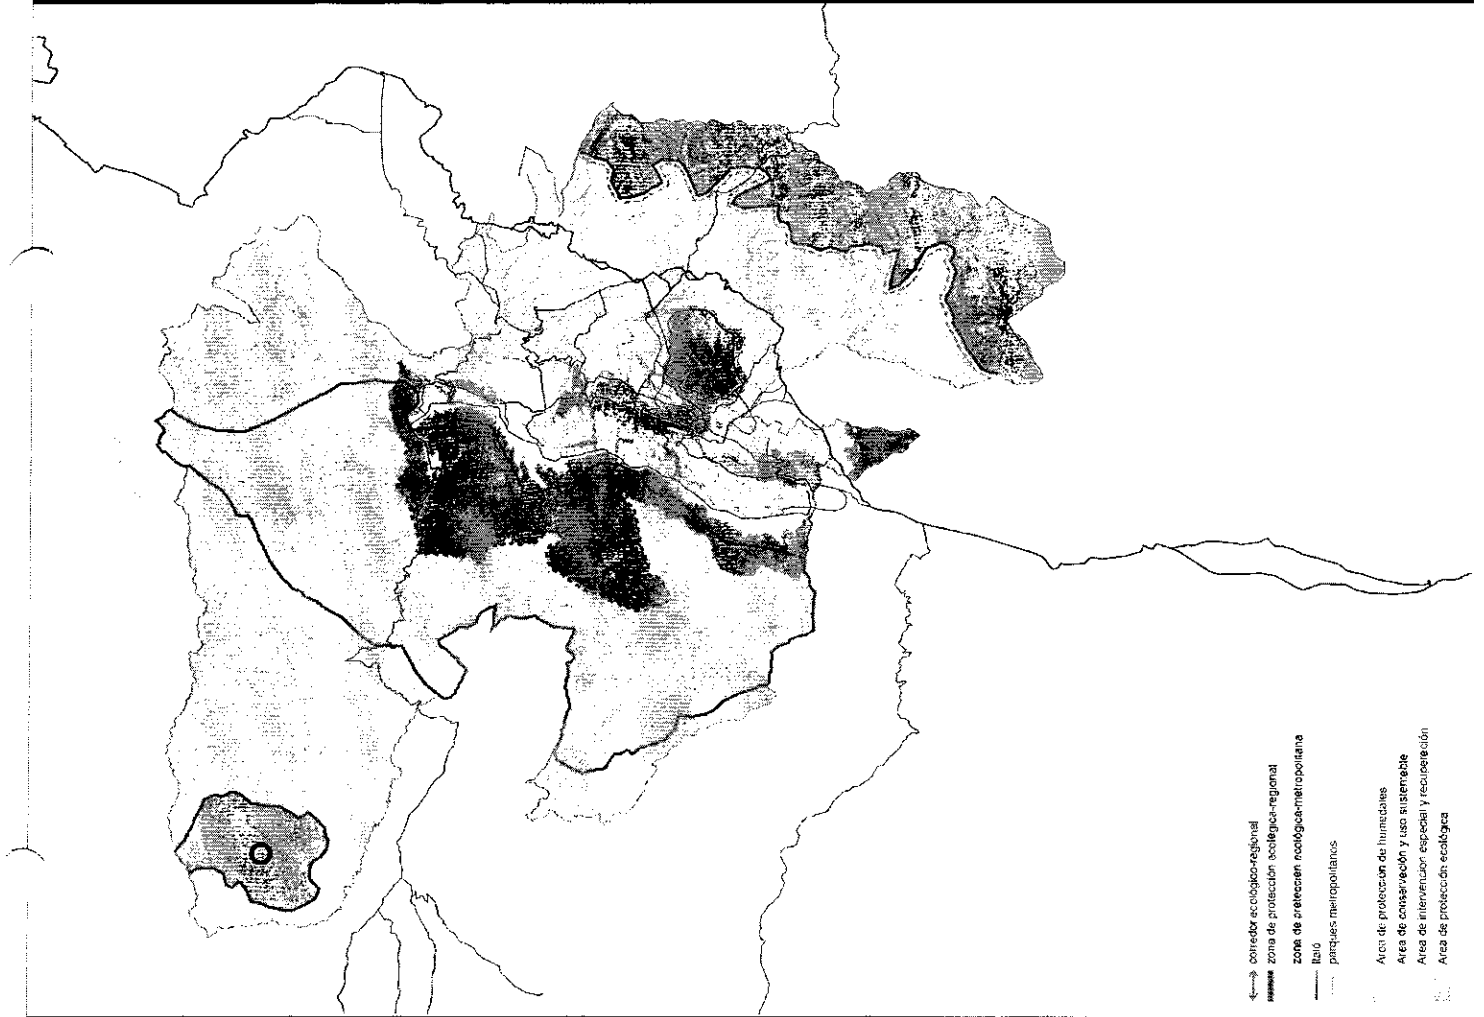 corredor ecológico-regional
zona de protección ecológica-regional
zona de protección ecológica-metropolitana
Italó
parques metropolitanos
Area de protección de humedales
Area de conservación y uso sustentable
Area de intervención especial y recuperación
Area de protección ecológica